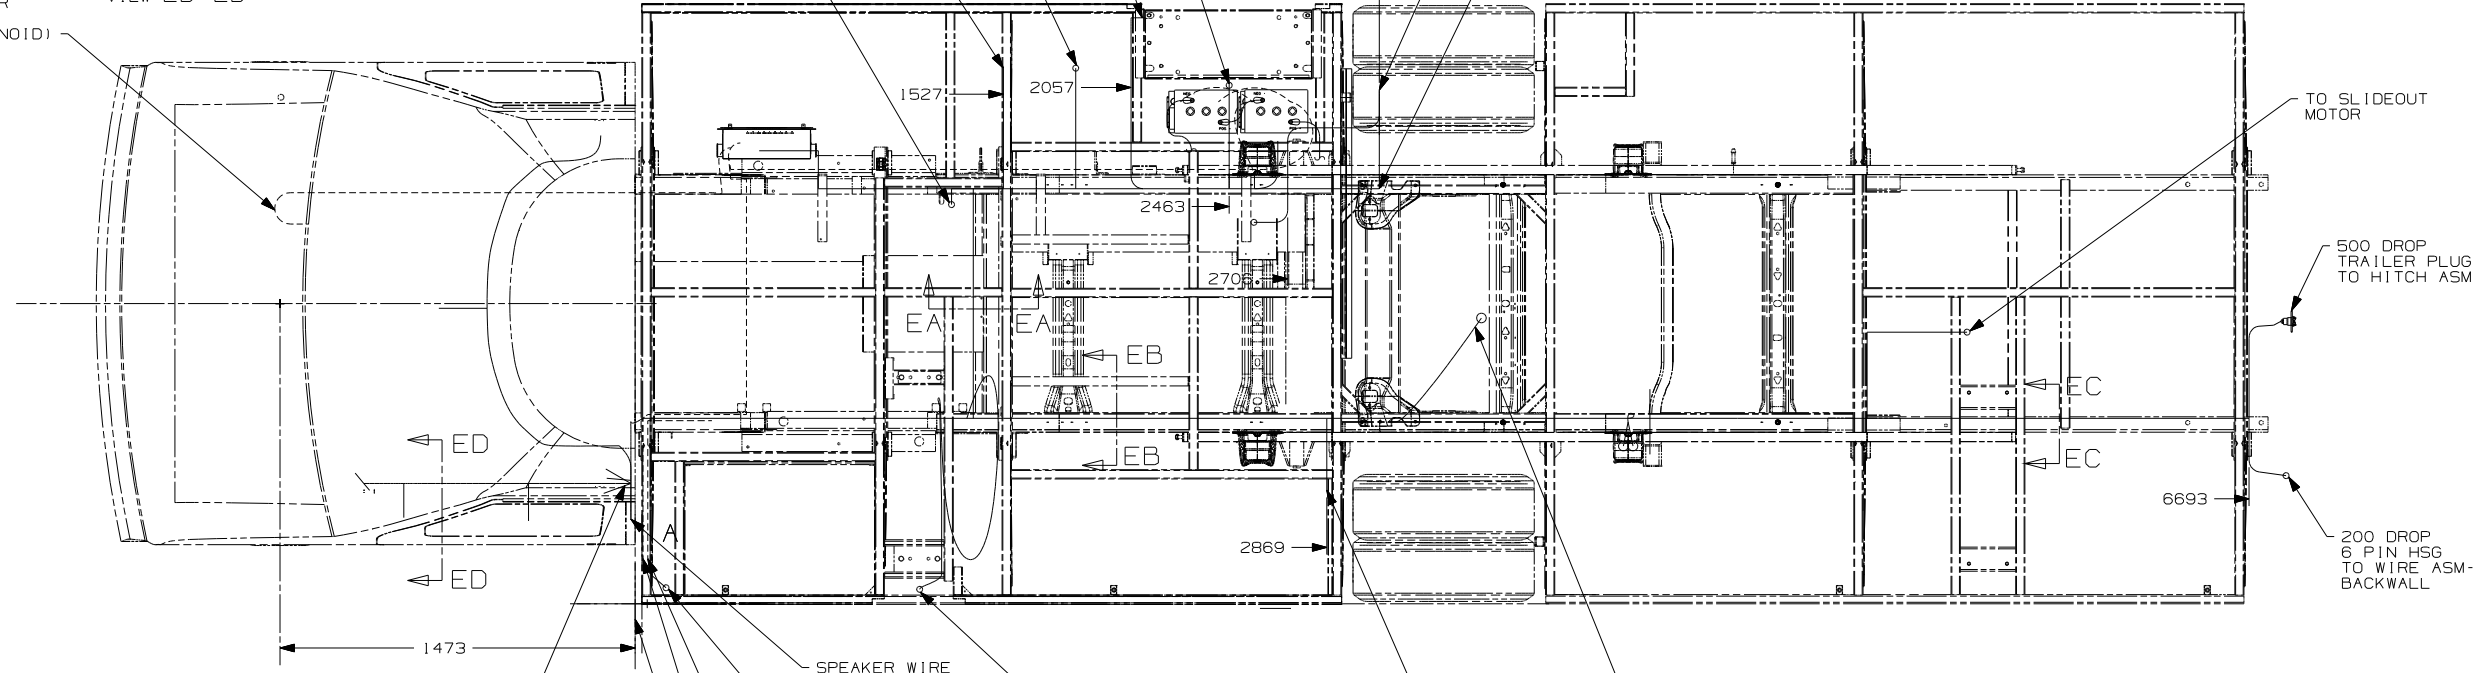 NOID)
1527
2057
TO SLIDEOUT
MOTOR
2463
500 DROP
TRAILER PLUG
TO HITCH ASM
EA
EA
EB
EB
EC
EC
ED
ED
A
6693
2869
200 DROP
6 PIN HSG
TO WIRE ASM-
BACKWALL
1473
SPEAKER WIRE